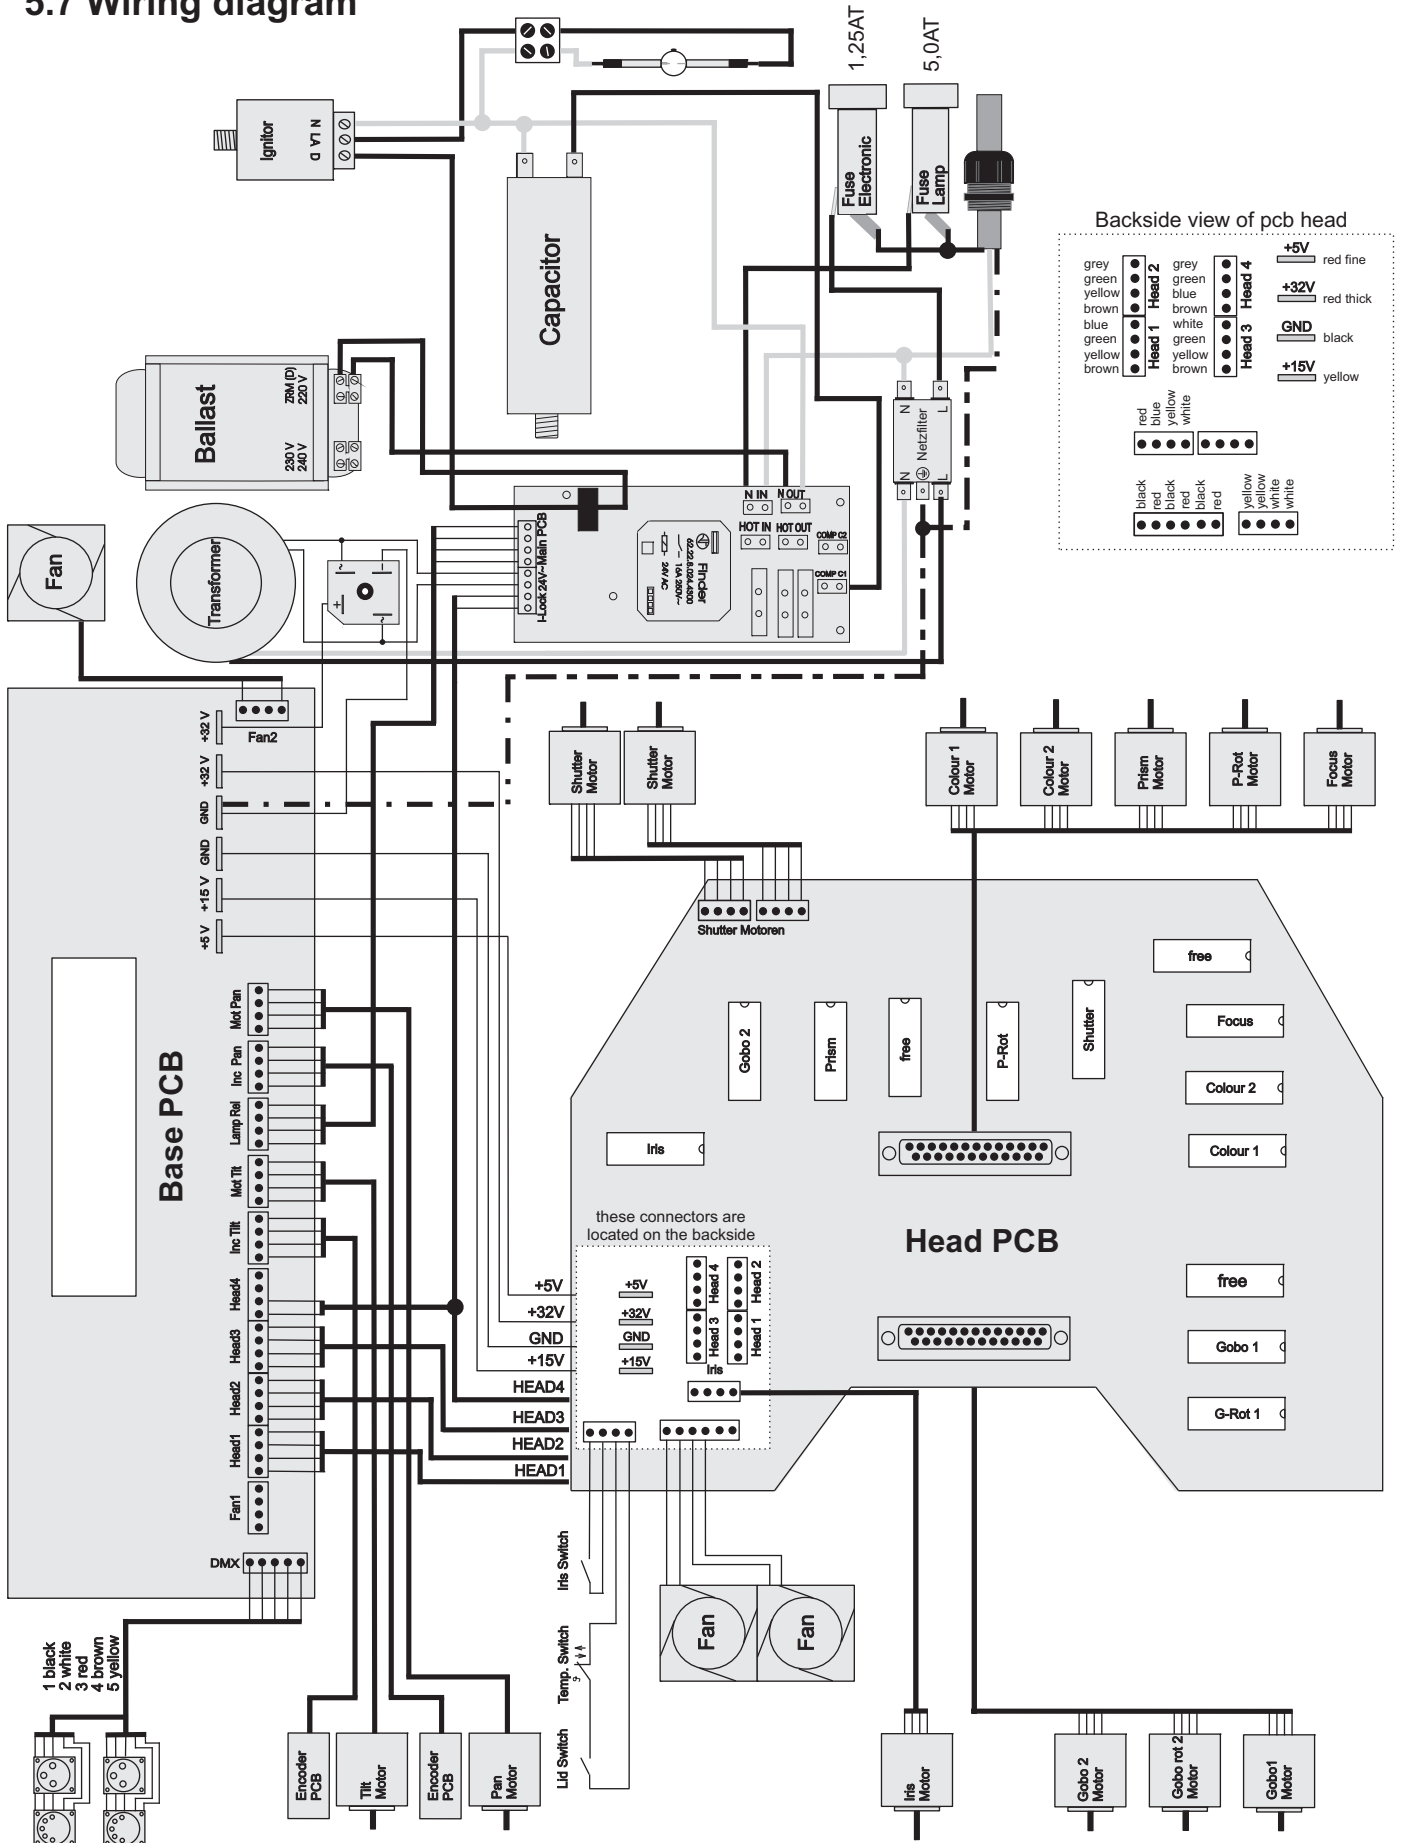 5.7 Wiring diagram
1,25AT
5,0AT
Ignitor
N LA D
Capacitor
Fuse
Electronic
Fuse
Lamp
Backside view of pcb head
grey
green
yellow
brown
blue
green
yellow
brown
Head 2
Head 1
grey
green
blue
brown
white
green
yellow
brown
Head 4
Head 3
+5V
red fine
+32V
red thick
GND
black
+15V
yellow
red
blue
yellow
white
black
red
black
red
black
red
yellow
yellow
white
white
Ballast
ZRM (D)
220 V
230 V
240 V
N
L
Netzfilter
N
L
Fan
Transformer
I-Lock 24V~Main PCB
N IN
N OUT
HOT IN
HOT OUT
COMP C2
COMP C1
Finder
62.22.8.024.4300
16A 250V~
24V AC
Fan2
+32 V
+32 V
GND
GND
+15 V
+5 V
Base PCB
Mot Pan
Inc Pan
Lamp Rel
Mot Tlt
Inc Tilt
Head4
Head3
Head2
Head1
Fan1
DMX
Shutter
Motor
Shutter
Motor
Colour 1
Motor
Colour 2
Motor
Prism
Motor
P-Rot
Motor
Focus
Motor
Shutter Motoren
Gobo 2
Prism
free
P-Rot
Shutter
free
Focus
Colour 2
Colour 1
Iris
these connectors are
located on the backside
Head PCB
free
Gobo 1
G-Rot 1
+5V
+32V
GND
+15V
HEAD4
HEAD3
HEAD2
HEAD1
+5V
+32V
GND
+15V
Head 4
Head 3
Head 2
Head 1
Iris
Iris Switch
Temp. Switch
Lid Switch
Fan
Fan
1 black
2 white
3 red
4 brown
5 yellow
Encoder
PCB
Tilt
Motor
Encoder
PCB
Pan
Motor
Iris
Motor
Gobo 2
Motor
Gobo rot 2
Motor
Gobo1
Motor